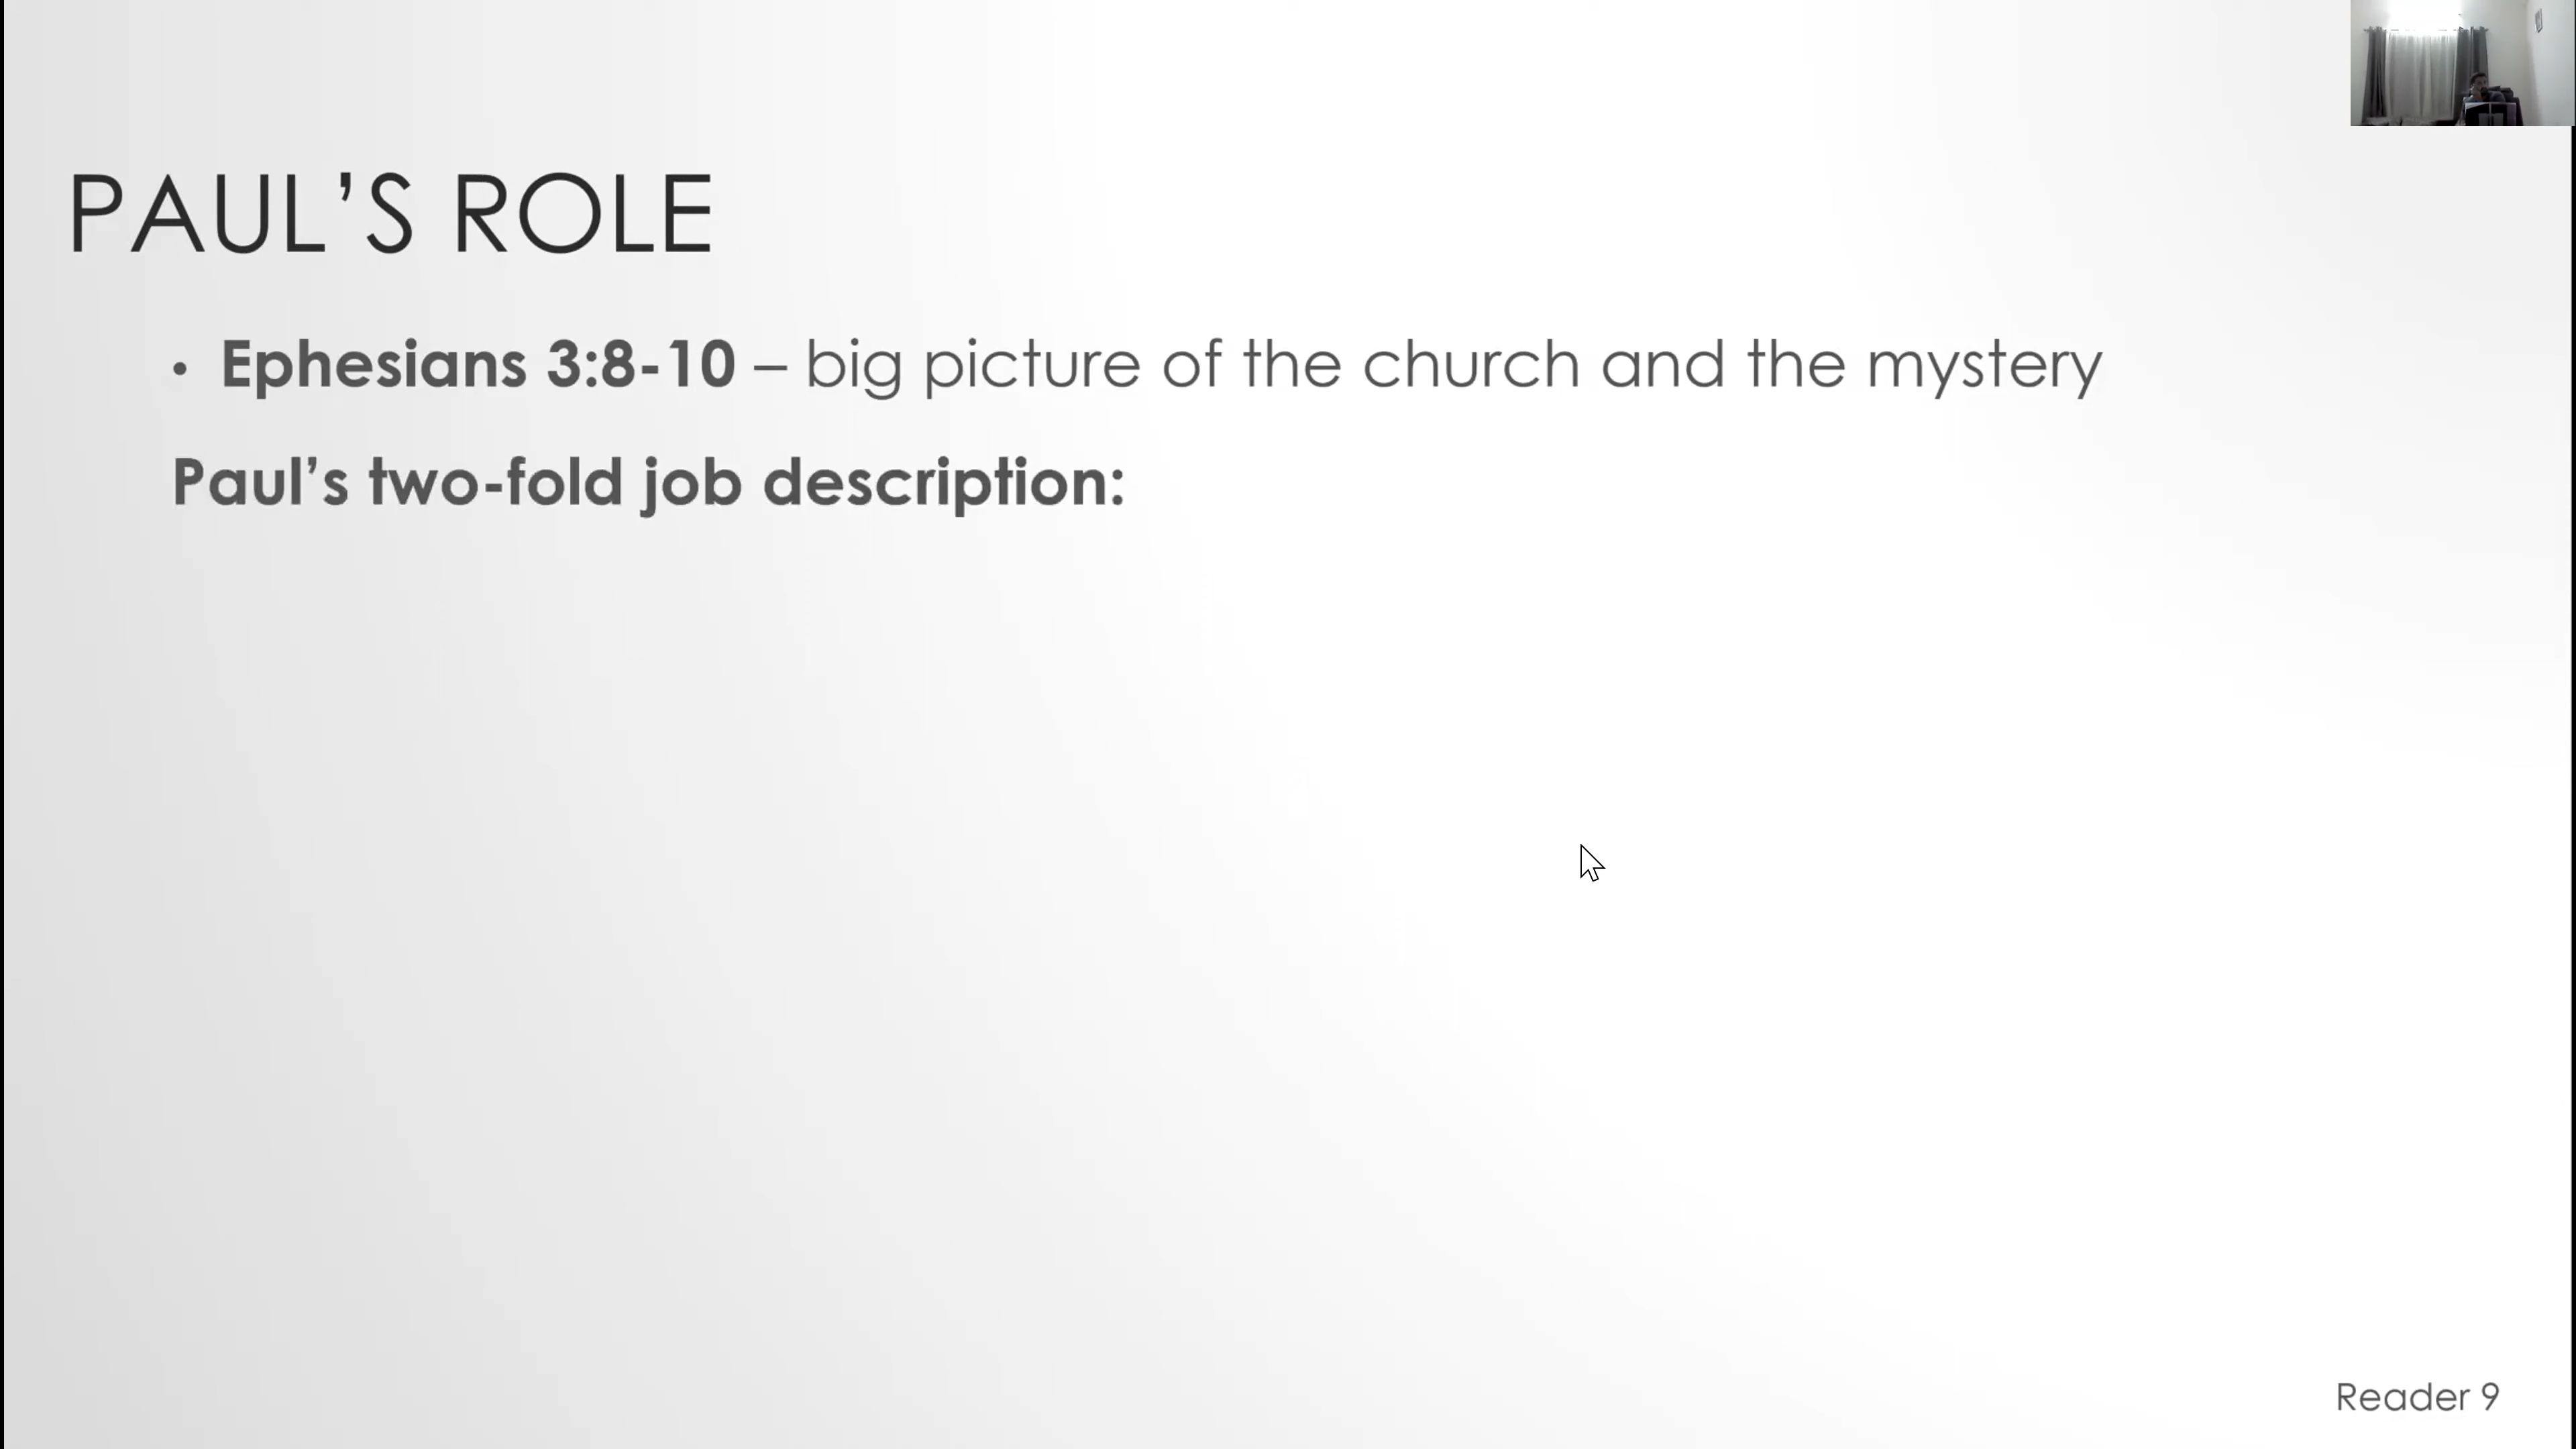 PAUL’S ROLE
• Ephesians 3:8-10 – big picture of the church and the mystery
Paul’s two-fold job description:
Reader 9